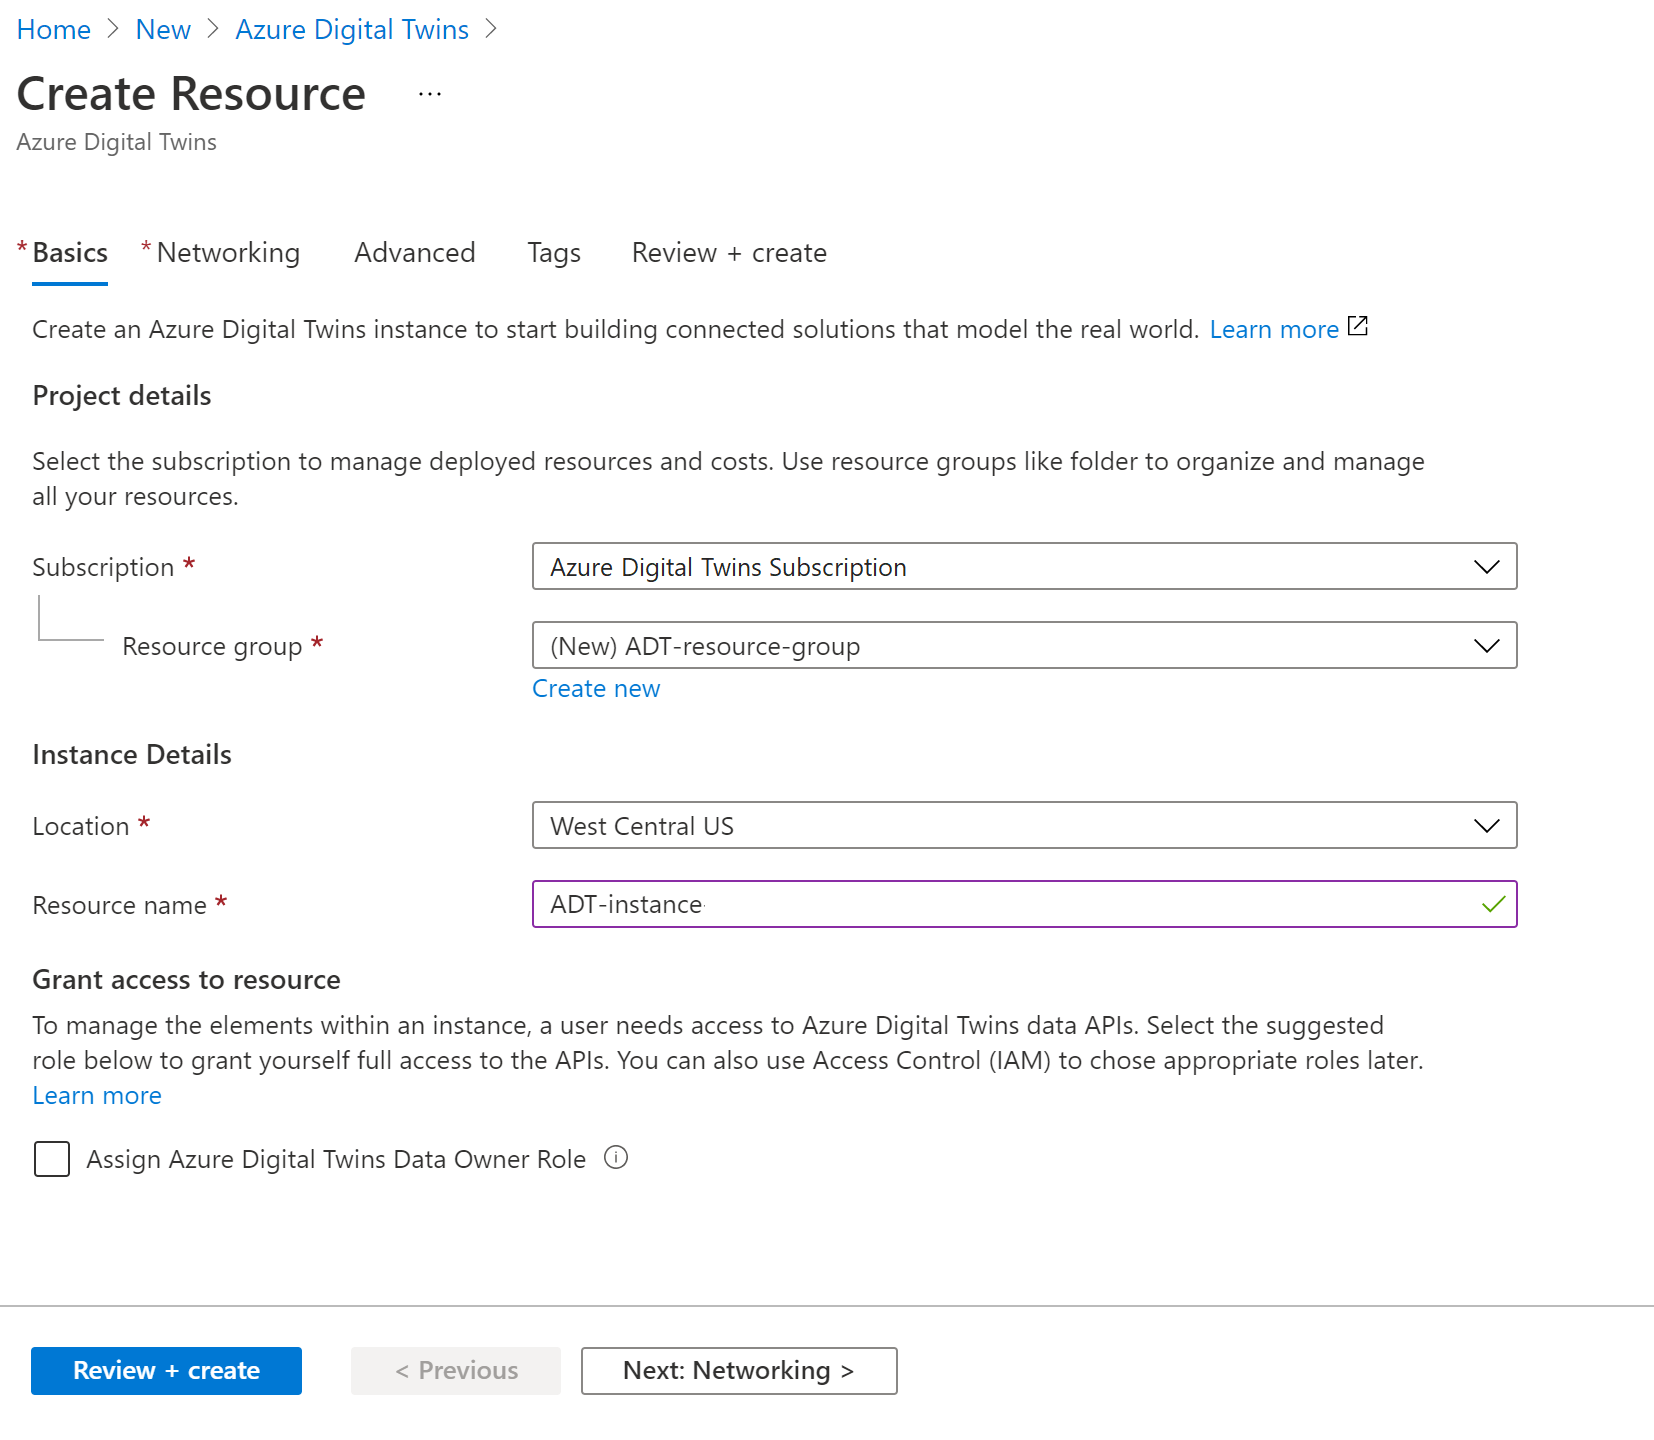 Home > New > Azure Digital Twins >
Create Resource ...
Azure Digital Twins
* Basics * Networking Advanced Tags Review + create
Create an Azure Digital Twins instance to start building connected solutions that model the real world. Learn more
Project details
Select the subscription to manage deployed resources and costs. Use resource groups like folder to organize and manage
all your resources.
Subscription * Azure Digital Twins Subscription
Resource group * (New) ADT-resource-group
Create new
Instance Details
Location * West Central US
Resource name * ADT-instance
Grant access to resource
To manage the elements within an instance, a user needs access to Azure Digital Twins data APIs. Select the suggested
role below to grant yourself full access to the APIs. You can also use Access Control (IAM) to chose appropriate roles later.
Learn more
Assign Azure Digital Twins Data Owner Role
Review + create < Previous Next: Networking >